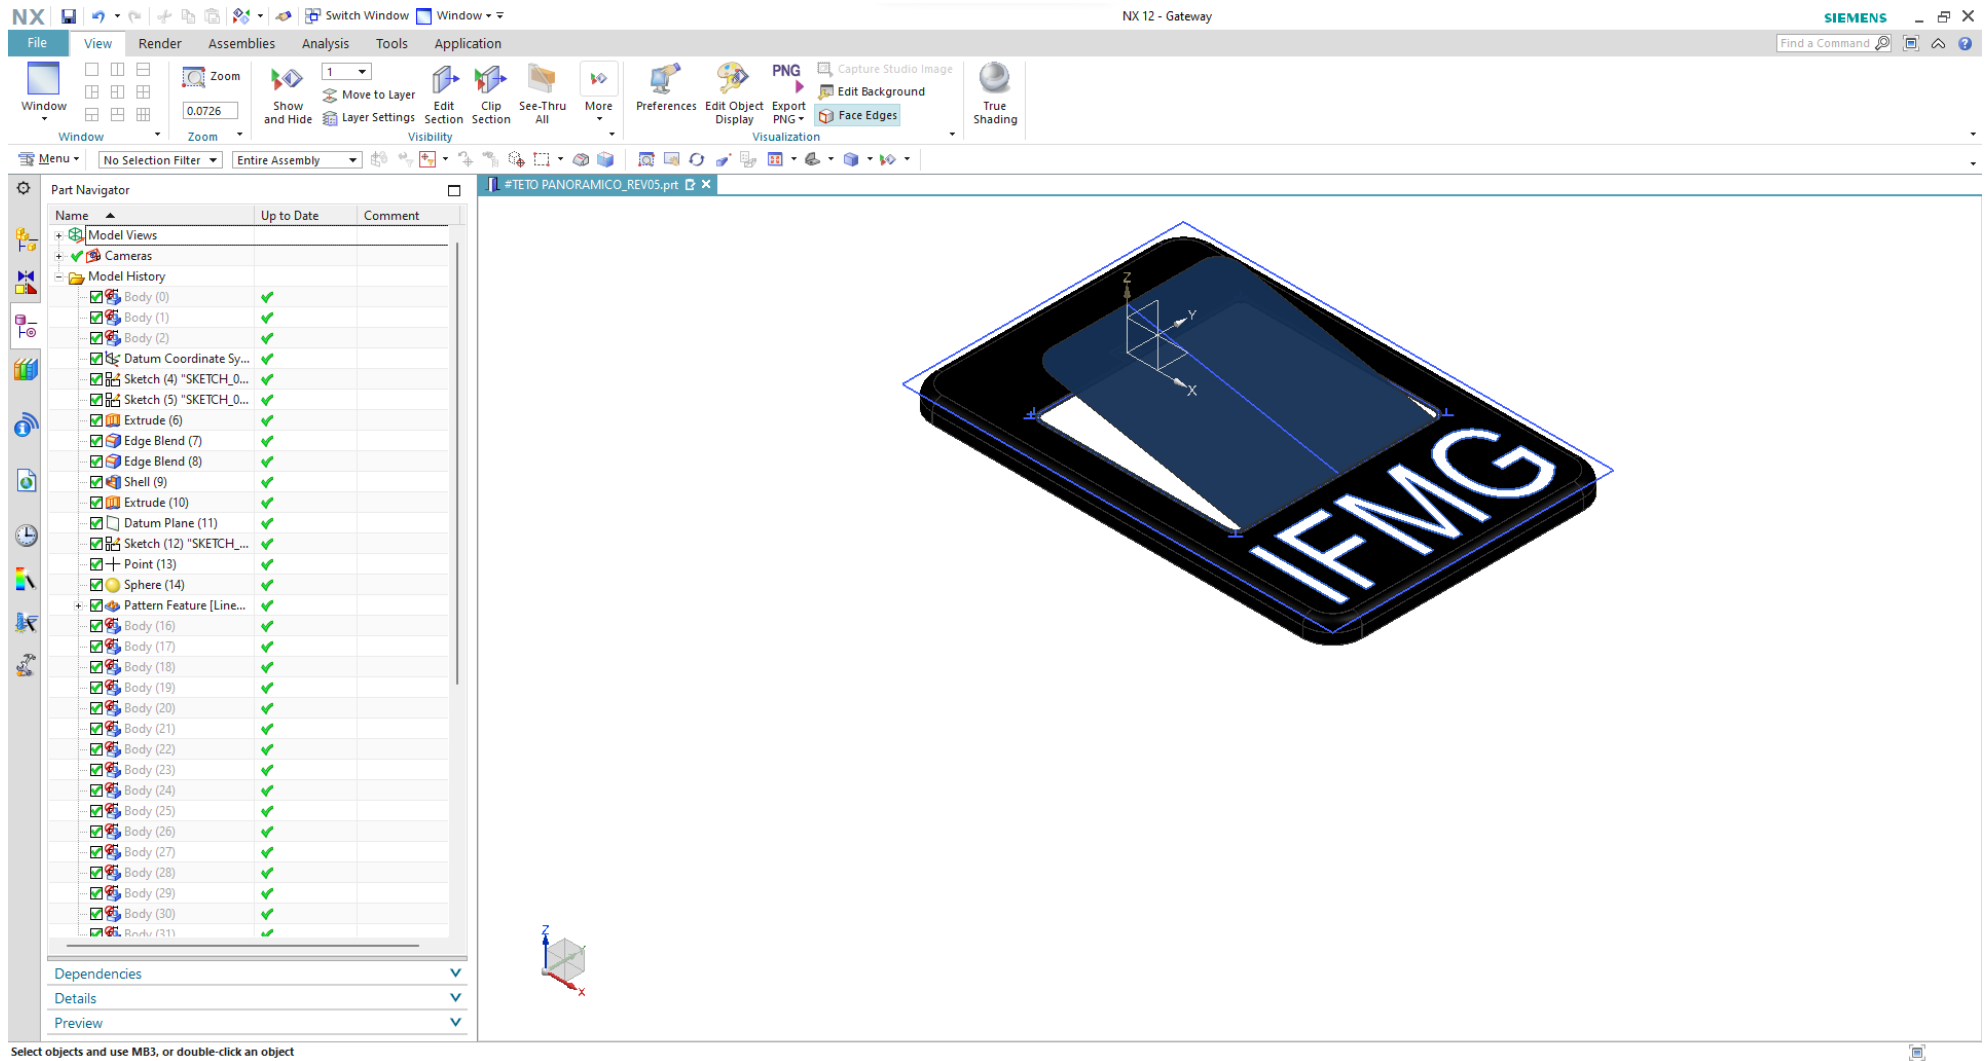 NX Switch Window Window NX 12 - Gateway SIEMENS
File View Render Assemblies Analysis Tools Application Find a Command
Window Zoom 0.0726 Show and Hide 1 Move to Layer Layer Settings Edit Section Clip Section See-Thru All More Preferences Edit Object Display PNG Export PNG Capture Studio Image Edit Background Face Edges True Shading
Window Zoom Visibility Visualization
Menu No Selection Filter Entire Assembly
Part Navigator #TETO PANORAMICO_REV05.prt
Name Up to Date Comment
Model Views
Cameras
Model History
Body (0)
Body (1)
Body (2)
Datum Coordinate Sy...
Sketch (4) "SKETCH_0...
Sketch (5) "SKETCH_0...
Extrude (6)
Edge Blend (7)
Edge Blend (8)
Shell (9)
Extrude (10)
Datum Plane (11)
Sketch (12) "SKETCH_...
Point (13)
Sphere (14)
Pattern Feature [Line...
Body (16)
Body (17)
Body (18)
Body (19)
Body (20)
Body (21)
Body (22)
Body (23)
Body (24)
Body (25)
Body (26)
Body (27)
Body (28)
Body (29)
Body (30)
Body (31)
Dependencies
Details
Preview
Z
Y
X
IFMG
Z
X
Select objects and use MB3, or double-click an object